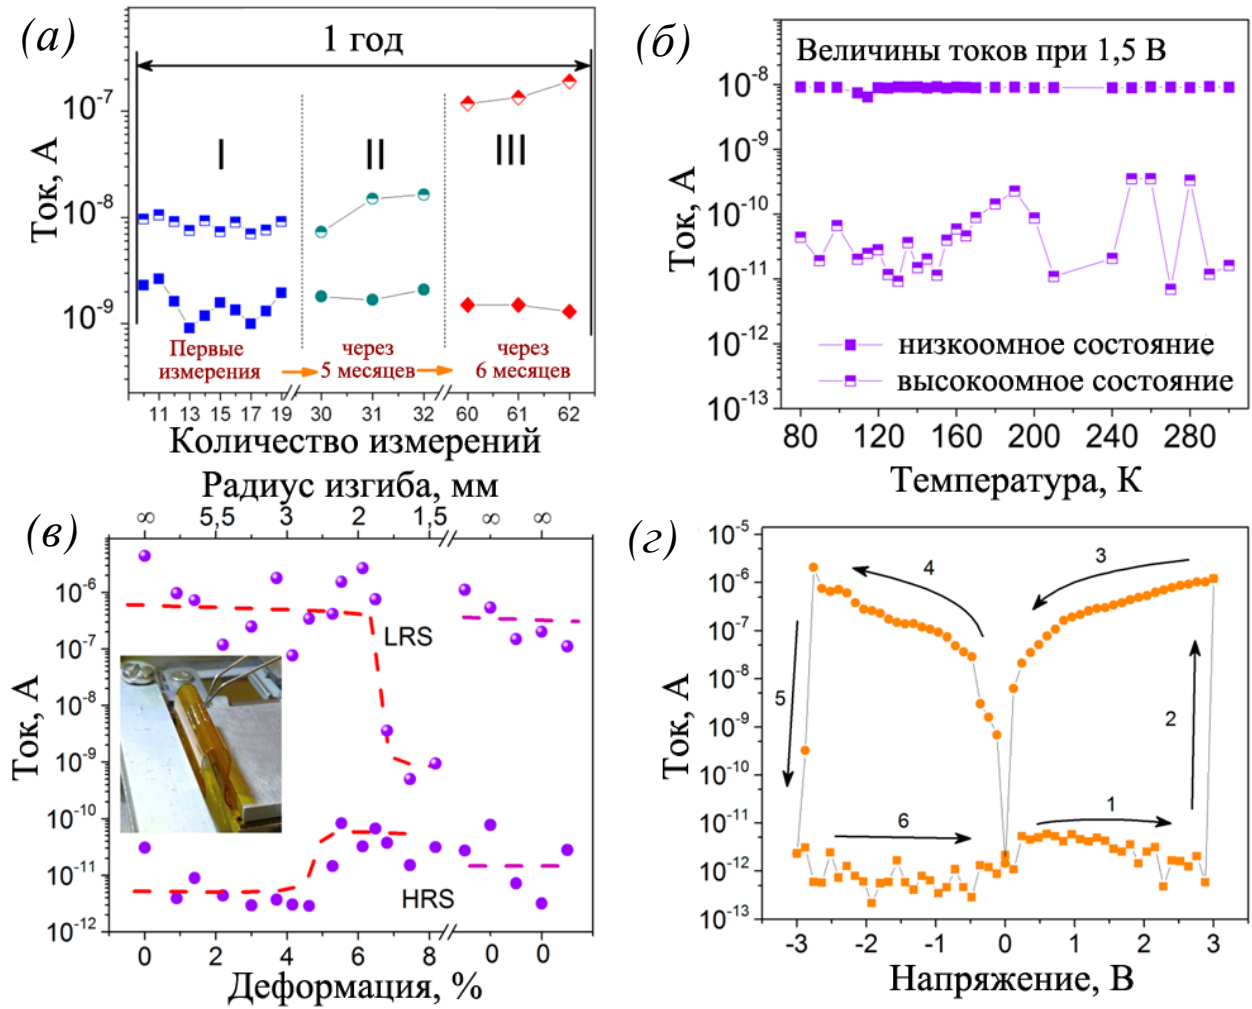 (а)
1 год
Ток, А
10⁻⁷
10⁻⁸
10⁻⁹
I
II
III
Первые
измерения
через
5 месяцев
через
6 месяцев
11 13 15 17 19 30 31 32 60 61 62
Количество измерений
(б)
Величины токов при 1,5 В
Ток, А
10⁻⁸
10⁻⁹
10⁻¹⁰
10⁻¹¹
10⁻¹²
10⁻¹³
низкоомное состояние
высокоомное состояние
80 120 160 200 240 280
Температура, К
(в)
Радиус изгиба, мм
∞ 5,5 3 2 1,5 ∞ ∞
Ток, А
10⁻⁶
10⁻⁷
10⁻⁸
10⁻⁹
10⁻¹⁰
10⁻¹¹
10⁻¹²
LRS
HRS
0 2 4 6 8 0 0
Деформация, %
(г)
Ток, А
10⁻⁵
10⁻⁶
10⁻⁷
10⁻⁸
10⁻⁹
10⁻¹⁰
10⁻¹¹
10⁻¹²
10⁻¹³
4
3
5
2
6
1
-3 -2 -1 0 1 2 3
Напряжение, В